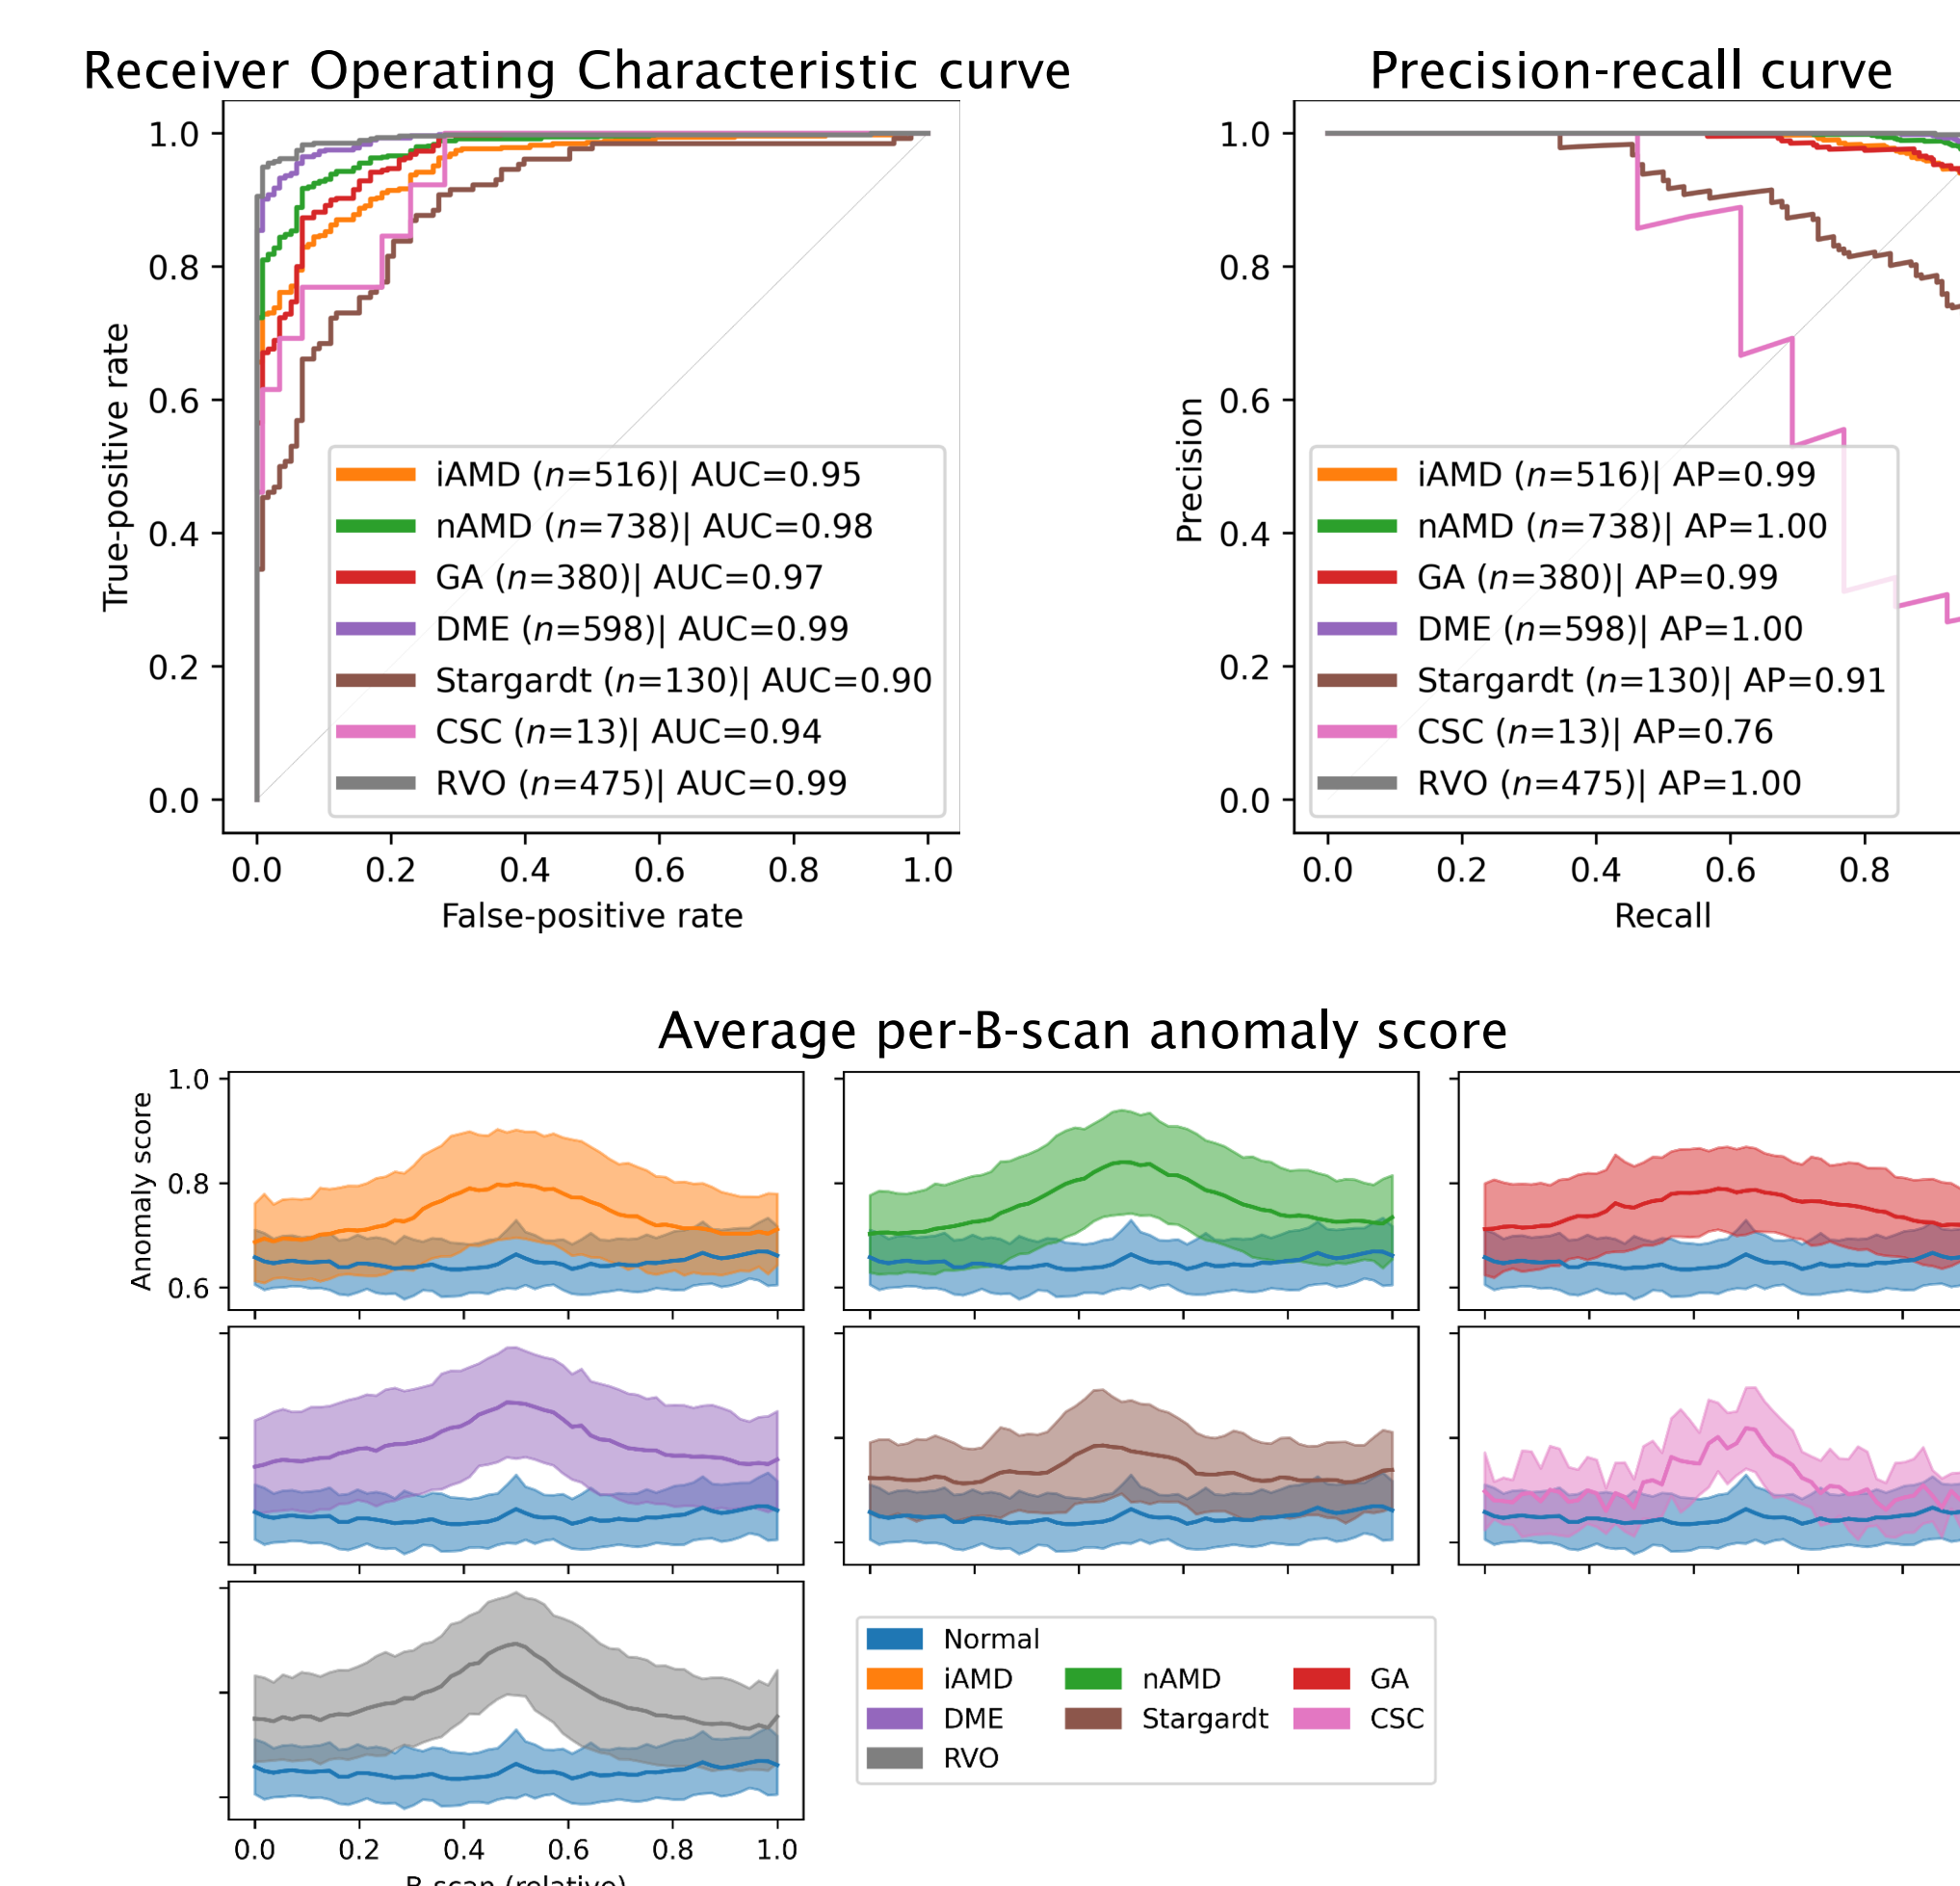 Receiver Operating Characteristic curve
1.0
0.8
0.6
0.4
0.2
0.0
True-positive rate
iAMD (n=516)| AUC=0.95
nAMD (n=738)| AUC=0.98
GA (n=380)| AUC=0.97
DME (n=598)| AUC=0.99
Stargardt (n=130)| AUC=0.90
CSC (n=13)| AUC=0.94
RVO (n=475)| AUC=0.99
0.0 0.2 0.4 0.6 0.8 1.0
False-positive rate
Precision-recall curve
1.0
0.8
0.6
0.4
0.2
0.0
Precision
iAMD (n=516)| AP=0.99
nAMD (n=738)| AP=1.00
GA (n=380)| AP=0.99
DME (n=598)| AP=1.00
Stargardt (n=130)| AP=0.91
CSC (n=13)| AP=0.76
RVO (n=475)| AP=1.00
0.0 0.2 0.4 0.6 0.8
Recall
Average per-B-scan anomaly score
1.0
0.8
0.6
Anomaly score
Normal
iAMD nAMD GA
DME Stargardt CSC
RVO
0.0 0.2 0.4 0.6 0.8 1.0
B-scan (relative)